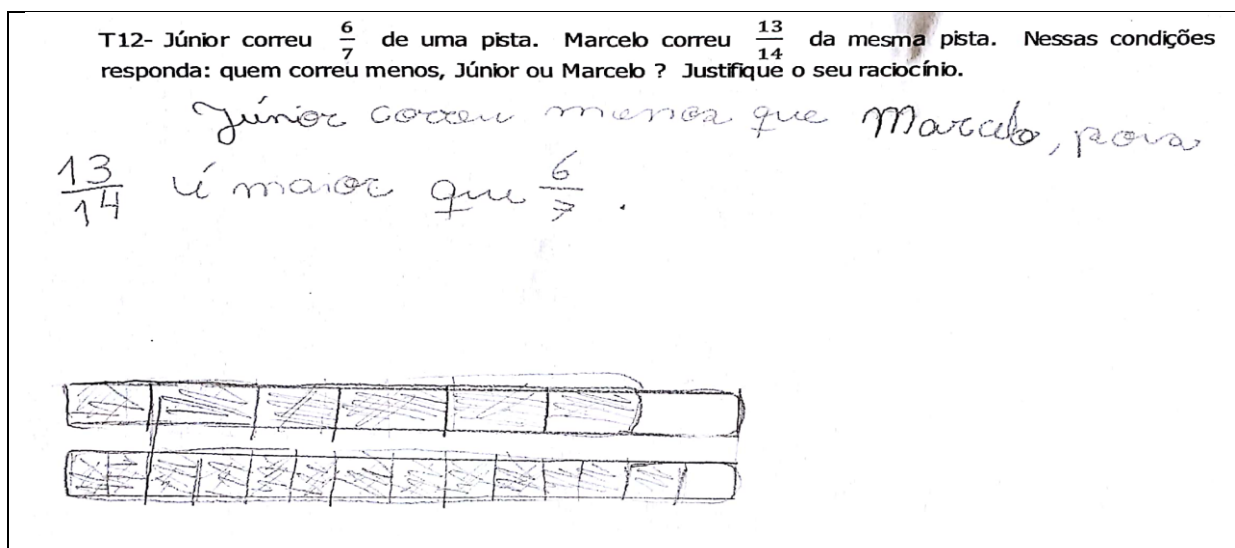 T12- Júnior correu 6/7 de uma pista. Marcelo correu 13/14 da mesma pista. Nessas condições
responda: quem correu menos, Júnior ou Marcelo ? Justifique o seu raciocínio.
Júnior correu menos que Marcelo, pois
13/14 é maior que 6/7 .